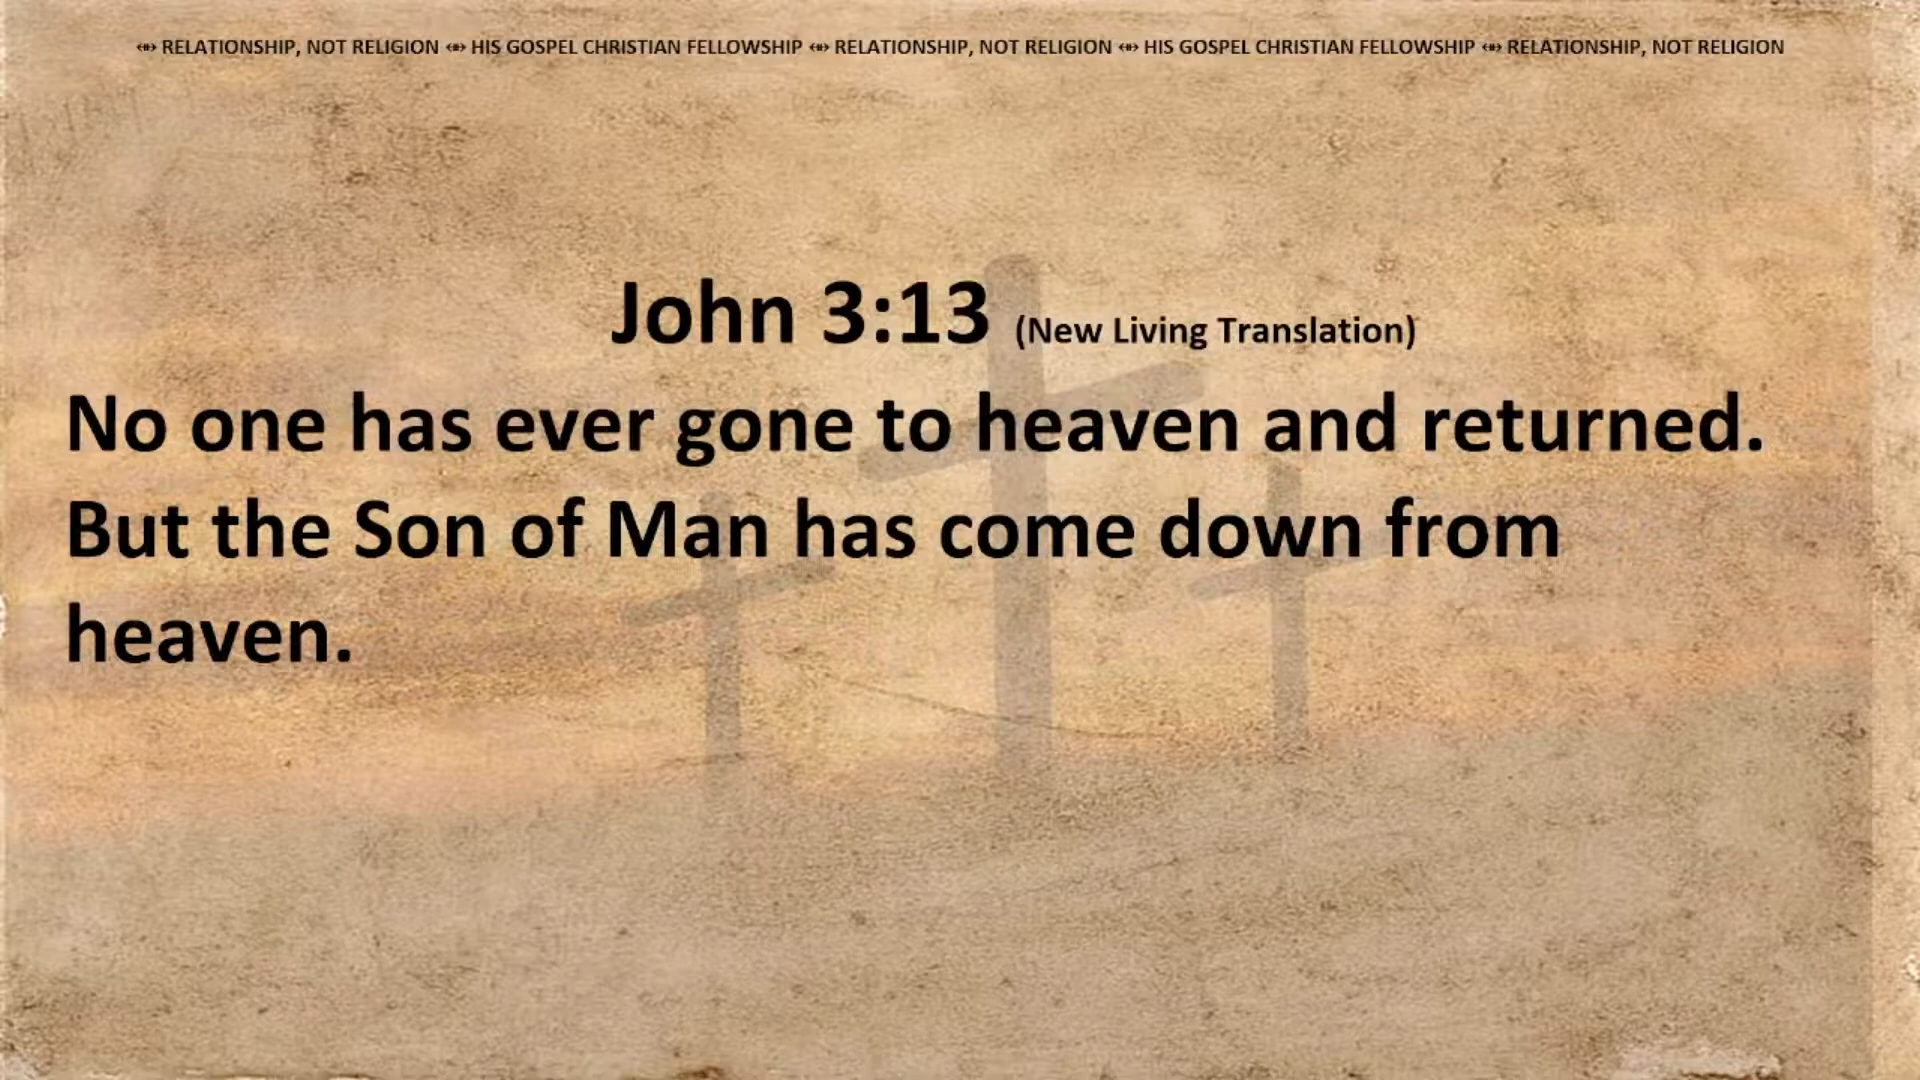 ⇼ RELATIONSHIP, NOT RELIGION ⇼ HIS GOSPEL CHRISTIAN FELLOWSHIP ⇼ RELATIONSHIP, NOT RELIGION ⇼ HIS GOSPEL CHRISTIAN FELLOWSHIP ⇼ RELATIONSHIP, NOT RELIGION
John 3:13 (New Living Translation)
No one has ever gone to heaven and returned.
But the Son of Man has come down from
heaven.